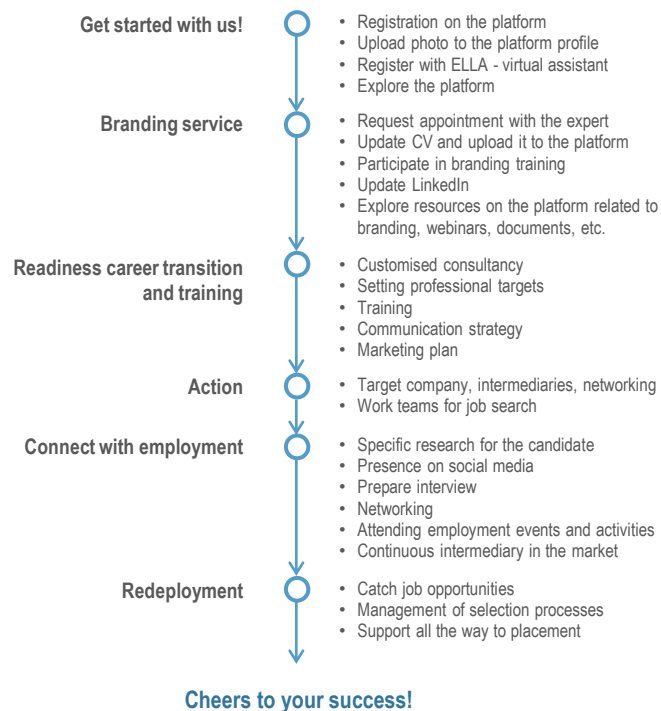 Get started with us!
• Registration on the platform
• Upload photo to the platform profile
• Register with ELLA - virtual assistant
• Explore the platform
Branding service
• Request appointment with the expert
• Update CV and upload it to the platform
• Participate in branding training
• Update LinkedIn
• Explore resources on the platform related to
branding, webinars, documents, etc.
Readiness career transition
and training
• Customised consultancy
• Setting professional targets
• Training
• Communication strategy
• Marketing plan
Action
• Target company, intermediaries, networking
• Work teams for job search
Connect with employment
• Specific research for the candidate
• Presence on social media
• Prepare interview
• Networking
• Attending employment events and activities
• Continuous intermediary in the market
Redeployment
• Catch job opportunities
• Management of selection processes
• Support all the way to placement
Cheers to your success!